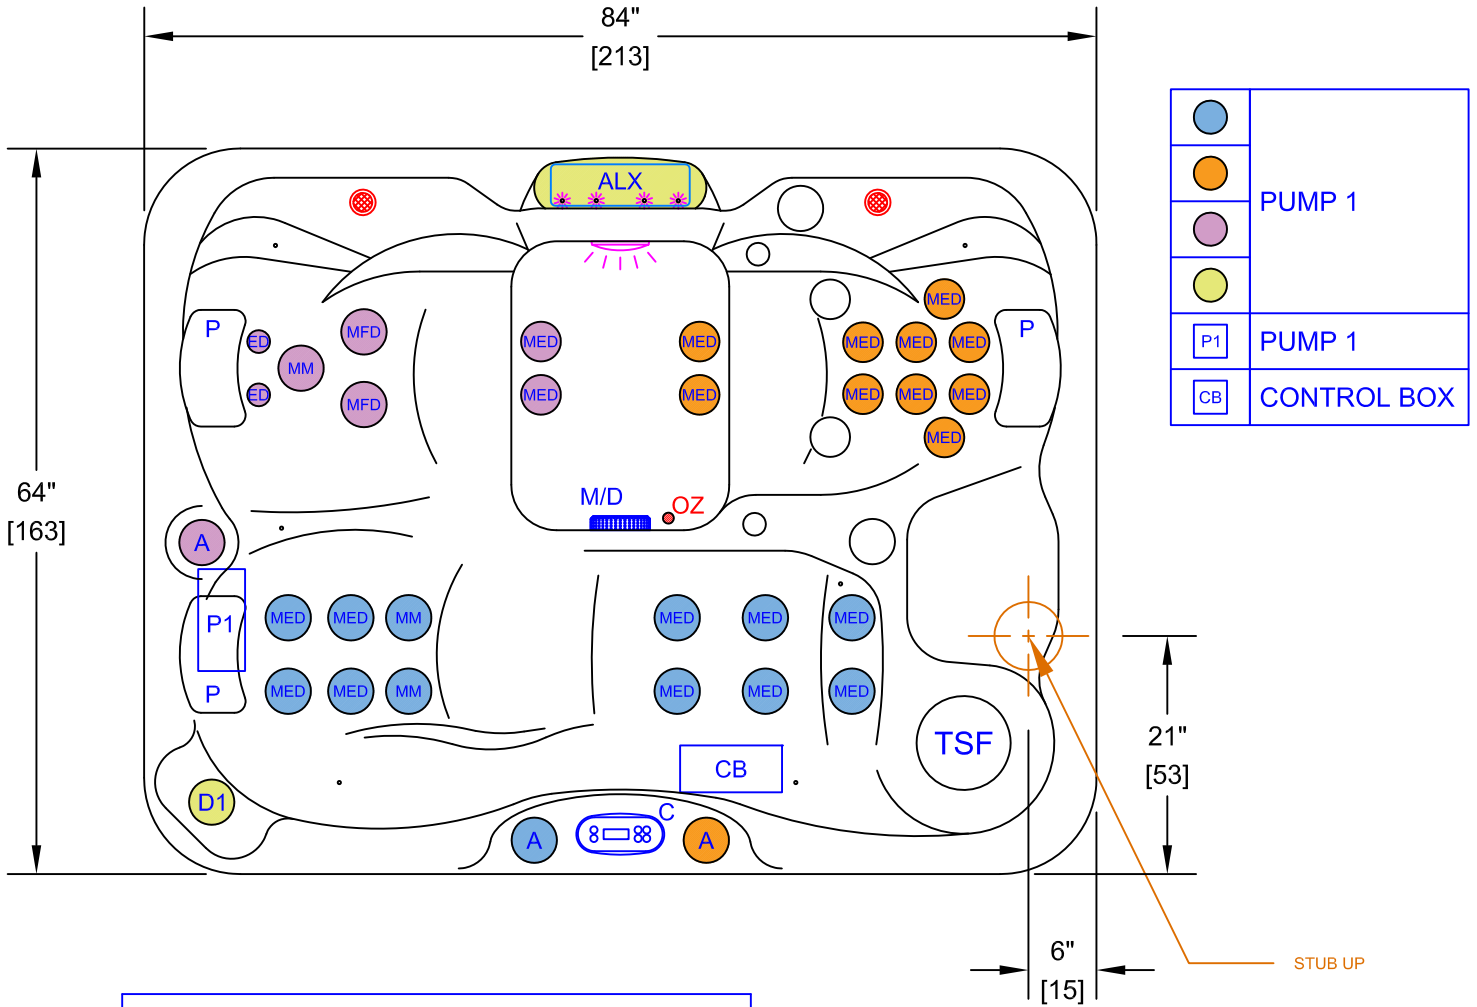 84"
[213]
ALX
PUMP 1
P
P
ED
MFD
MM
ED
MFD
MED
MED
MED
MED
MED
MED
MED
MED
MED
MED
MED
MED
P1
PUMP 1
CB
CONTROL BOX
64"
[163]
M/D
OZ
A
P1
MED
MED
MM
MED
MED
MED
P
MED
MED
MM
MED
MED
MED
TSF
21"
[53]
CB
D1
C
A
A
6"
[15]
STUB UP